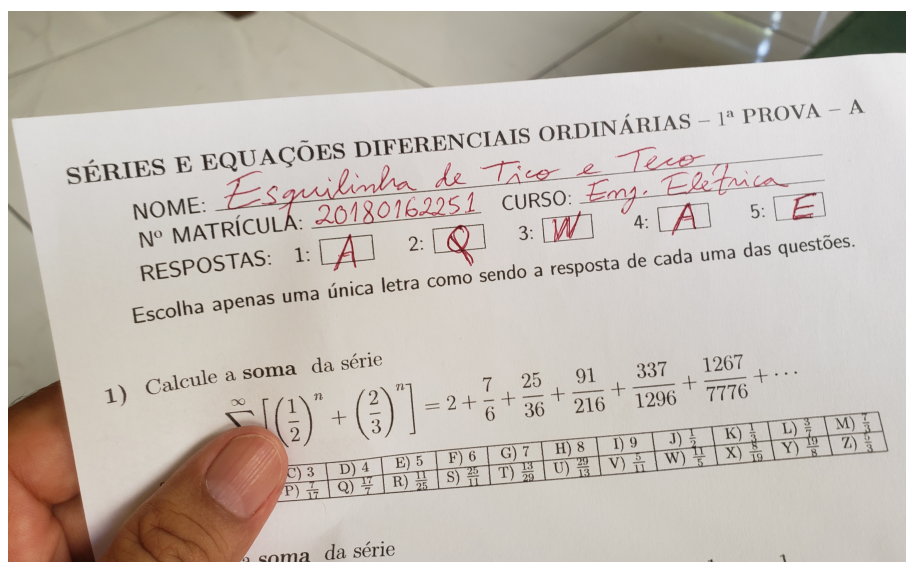 SÉRIES E EQUAÇÕES DIFERENCIAIS ORDINÁRIAS – 1ª PROVA – A
NOME: Esquilinha de Tico e Teco
Nº MATRÍCULA: 20180162251 CURSO: Eng. Elétrica
RESPOSTAS: 1: A 2: Q 3: W 4: A 5: E
Escolha apenas uma única letra como sendo a resposta de cada uma das questões.
1) Calcule a soma da série
∑^∞ [(1/2)^n + (2/3)^n] = 2 + 7/6 + 25/36 + 91/216 + 337/1296 + 1267/7776 + ···
C) 3 D) 4 E) 5 F) 6 G) 7 H) 8 I) 9 J) 1/2 K) 1/3 L) 3/7 M) 7/3
P) 7/17 Q) 17/7 R) 11/25 S) 25/11 T) 13/29 U) 29/13 V) 5/11 W) 11/5 X) 8/19 Y) 19/8 Z) 5/3
soma da série